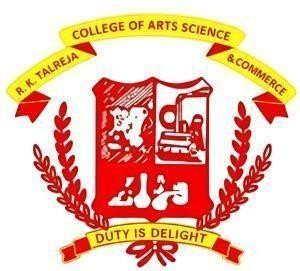 R. K. TALREJA
COLLEGE OF ARTS SCIENCE
& COMMERCE
DUTY IS DELIGHT